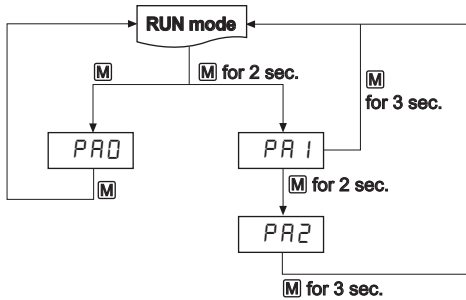 RUN mode
M
M for 2 sec.
M
for 3 sec.
PA0
PA1
M
M for 2 sec.
PA2
M for 3 sec.